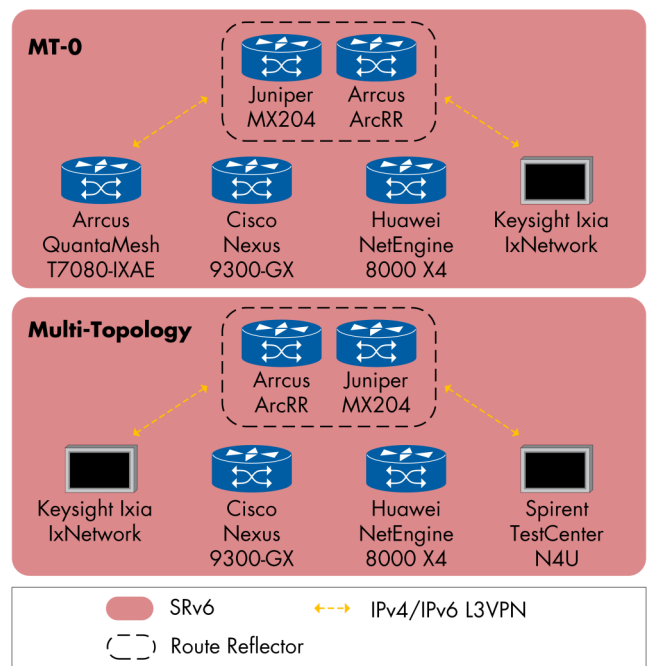 MT-0
Juniper
MX204
Arrcus
ArcRR
Arrcus
QuantaMesh
T7080-IXAE
Cisco
Nexus
9300-GX
Huawei
NetEngine
8000 X4
Keysight Ixia
IxNetwork
Multi-Topology
Arrcus
ArcRR
Juniper
MX204
Keysight Ixia
IxNetwork
Cisco
Nexus
9300-GX
Huawei
NetEngine
8000 X4
Spirent
TestCenter
N4U
SRv6
IPv4/IPv6 L3VPN
Route Reflector